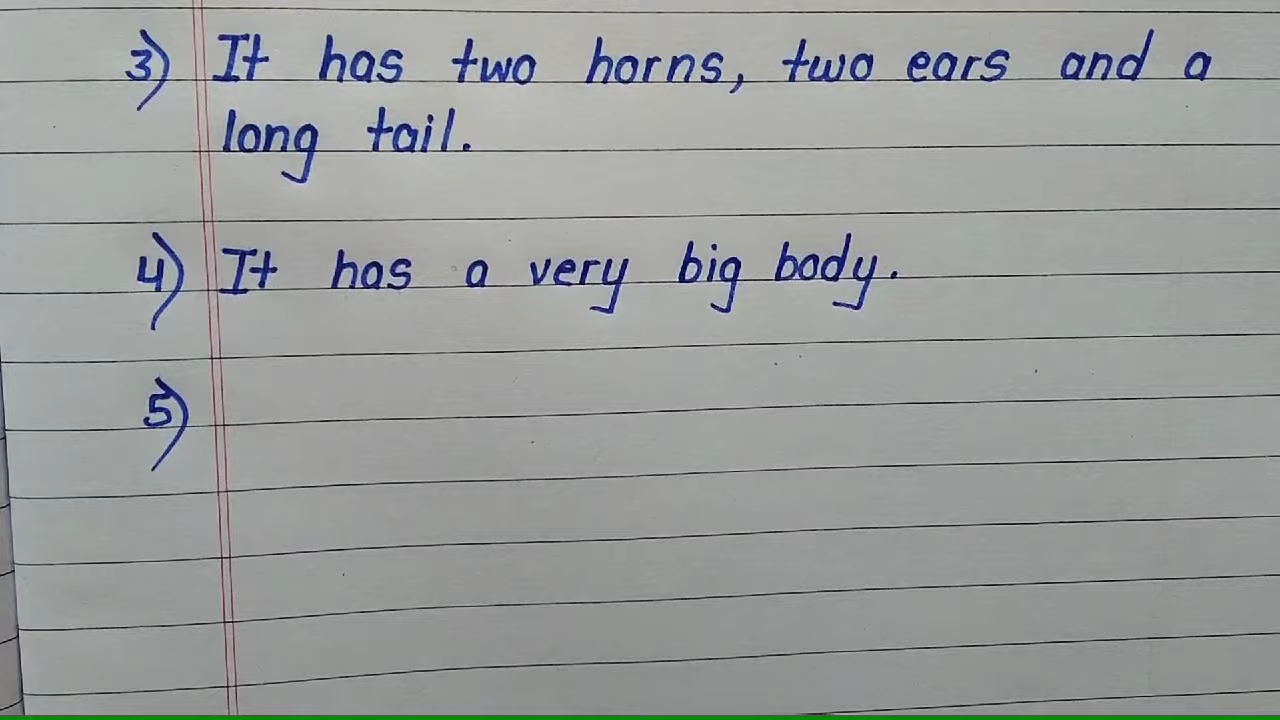 3) It has two horns, two ears and a
long tail.
4) It has a very big body.
5)